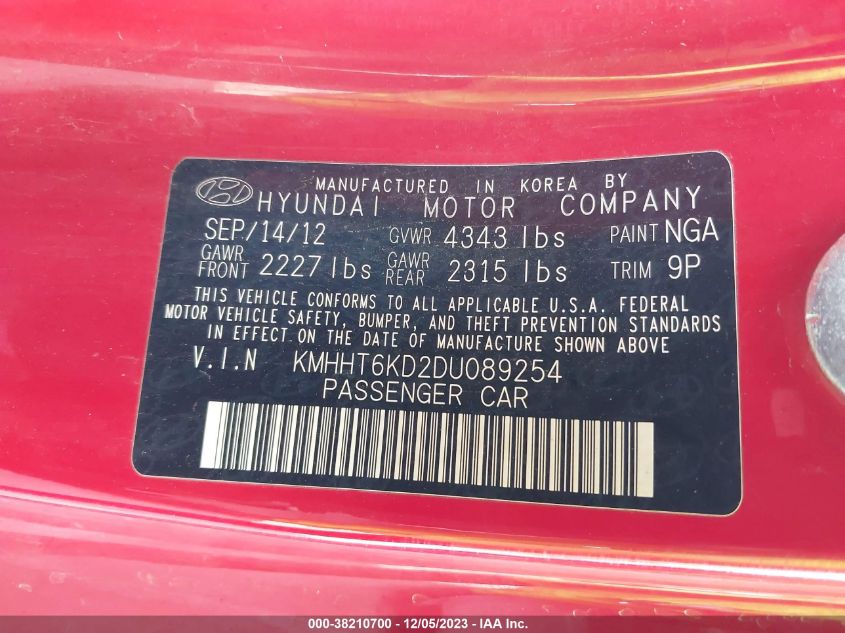 MANUFACTURED IN KOREA BY
HYUNDAI MOTOR COMPANY
SEP/14/12 GVWR 4343 lbs PAINT NGA
GAWR FRONT 2227 lbs GAWR REAR 2315 lbs TRIM 9P
THIS VEHICLE CONFORMS TO ALL APPLICABLE U.S.A. FEDERAL
MOTOR VEHICLE SAFETY, BUMPER, AND THEFT PREVENTION STANDARDS
IN EFFECT ON THE DATE OF MANUFACTURE SHOWN ABOVE
V.I.N KMHHT6KD2DU089254
PASSENGER CAR
000-38210700 - 12/05/2023 - IAA Inc.